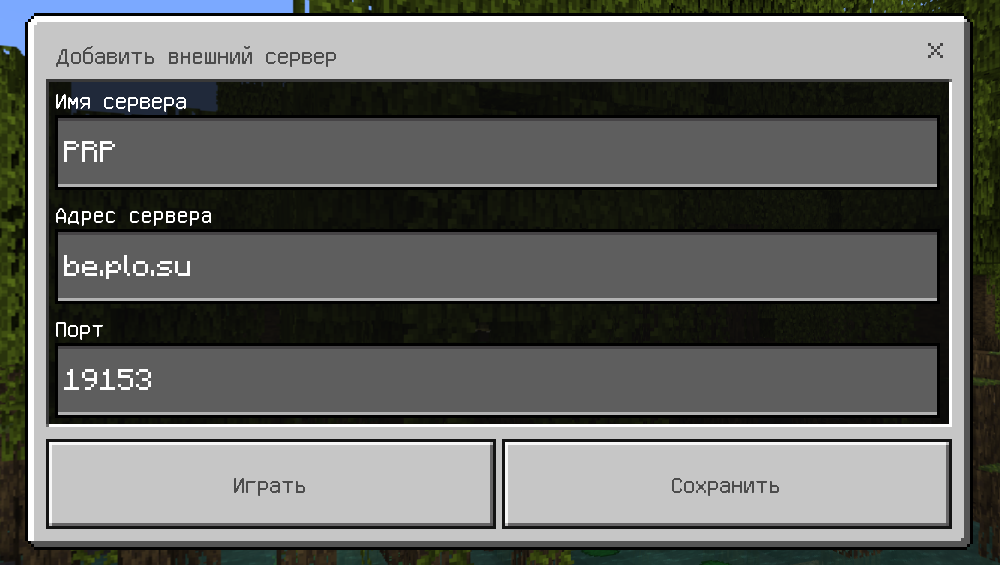 Добавить внешний сервер
Имя сервера
PRP
Адрес сервера
be.plo.su
Порт
19153
Играть
Сохранить